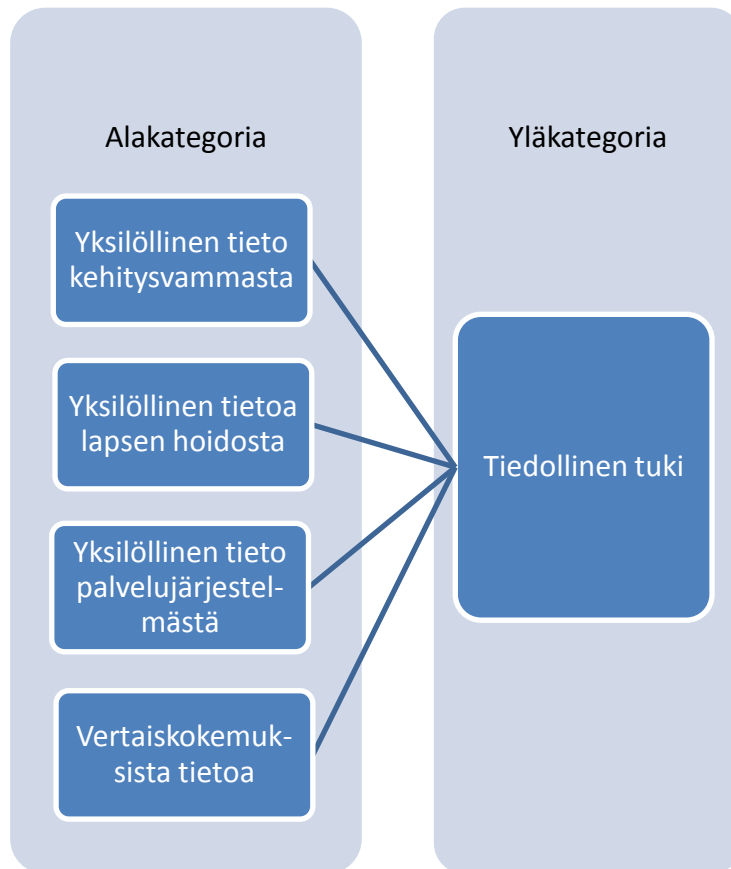 Alakategoria
Yksilöllinen tieto
kehitysvammasta
Yksilöllinen tietoa
lapsen hoidosta
Yksilöllinen tieto
palvelujärjestel-
mästä
Vertaiskokemuk-
sista tietoa
Yläkategoria
Tiedollinen tuki